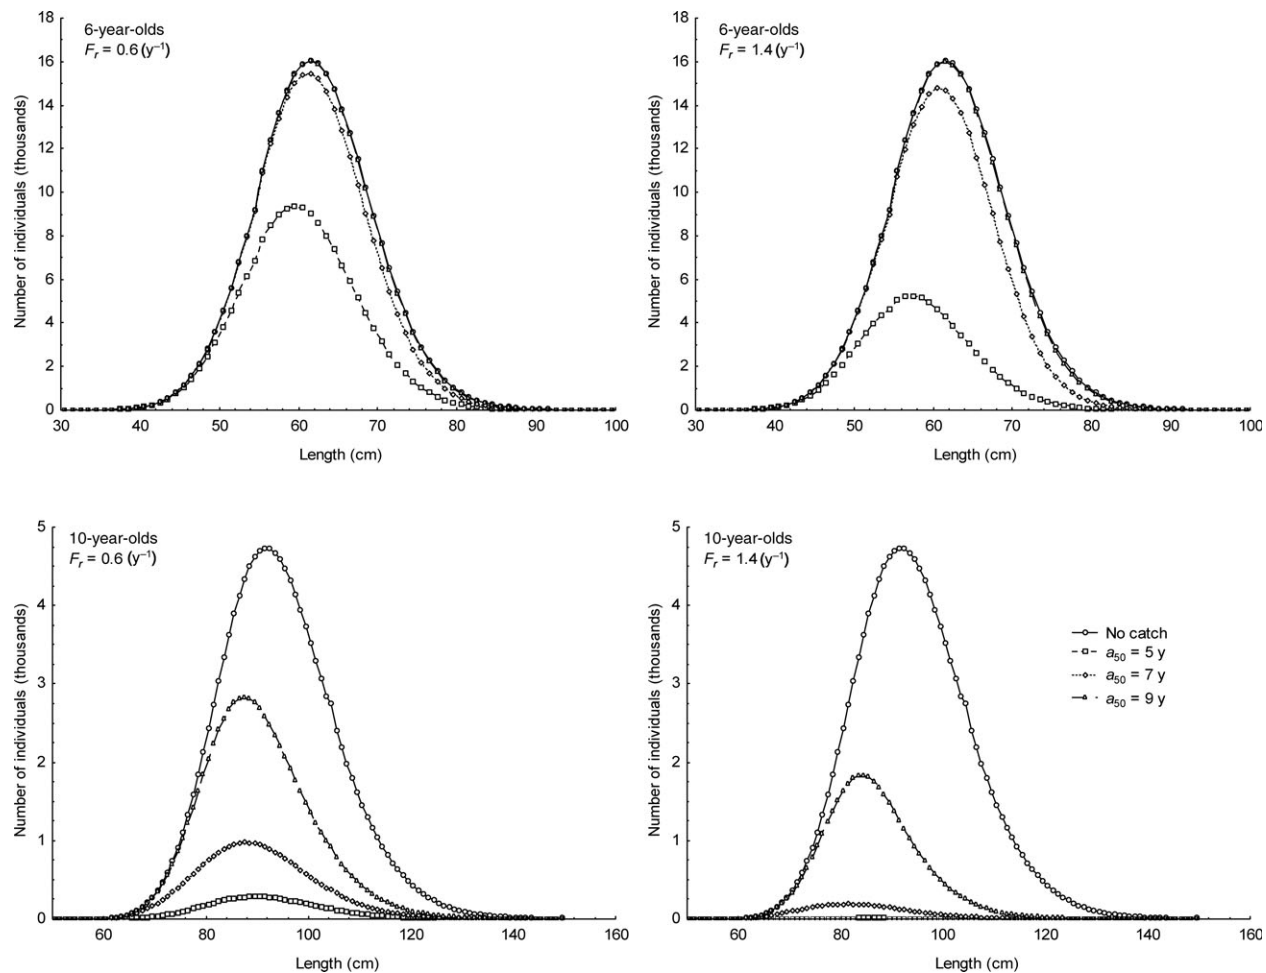 6-year-olds
Fr = 0.6 (y⁻¹)
Number of individuals (thousands)
18
16
14
12
10
8
6
4
2
0
30 40 50 60 70 80 90 100
Length (cm)
6-year-olds
Fr = 1.4 (y⁻¹)
Number of individuals (thousands)
18
16
14
12
10
8
6
4
2
0
30 40 50 60 70 80 90 100
Length (cm)
10-year-olds
Fr = 0.6 (y⁻¹)
Number of individuals (thousands)
5
4
3
2
1
0
60 80 100 120 140 160
Length (cm)
10-year-olds
Fr = 1.4 (y⁻¹)
Number of individuals (thousands)
5
4
3
2
1
0
60 80 100 120 140 160
Length (cm)
No catch
a₅₀ = 5 y
a₅₀ = 7 y
a₅₀ = 9 y